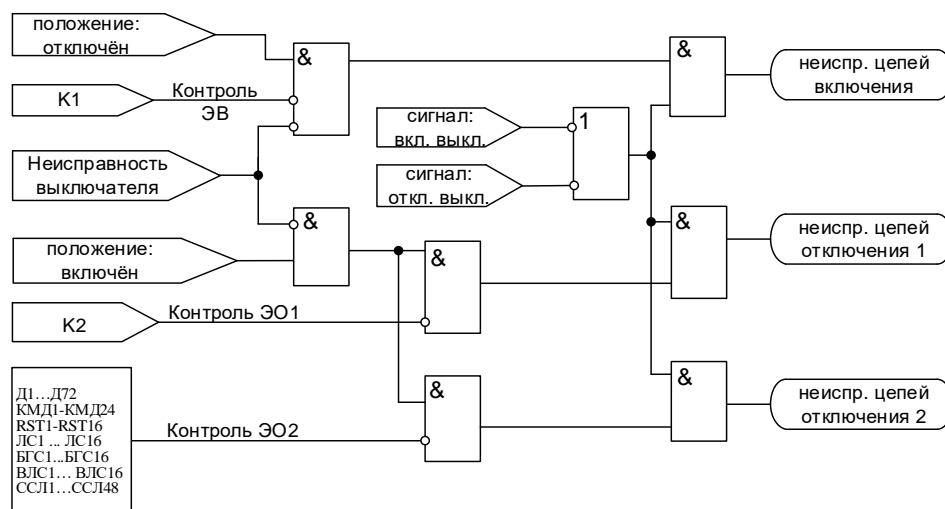 положение:
отключён
&
&
неиспр. цепей
включения
K1
Контроль
ЭВ
сигнал:
вкл. выкл.
1
Неисправность
выключателя
сигнал:
откл. выкл.
&
&
неиспр. цепей
отключения 1
положение:
включён
&
K2
Контроль ЭО1
&
&
неиспр. цепей
отключения 2
Д1...Д72
КМД1-КМД24
RST1-RST16
ЛС1 ... ЛС16
БГС1...БГС16
ВЛС1... ВЛС16
ССЛ1...ССЛ48
Контроль ЭО2